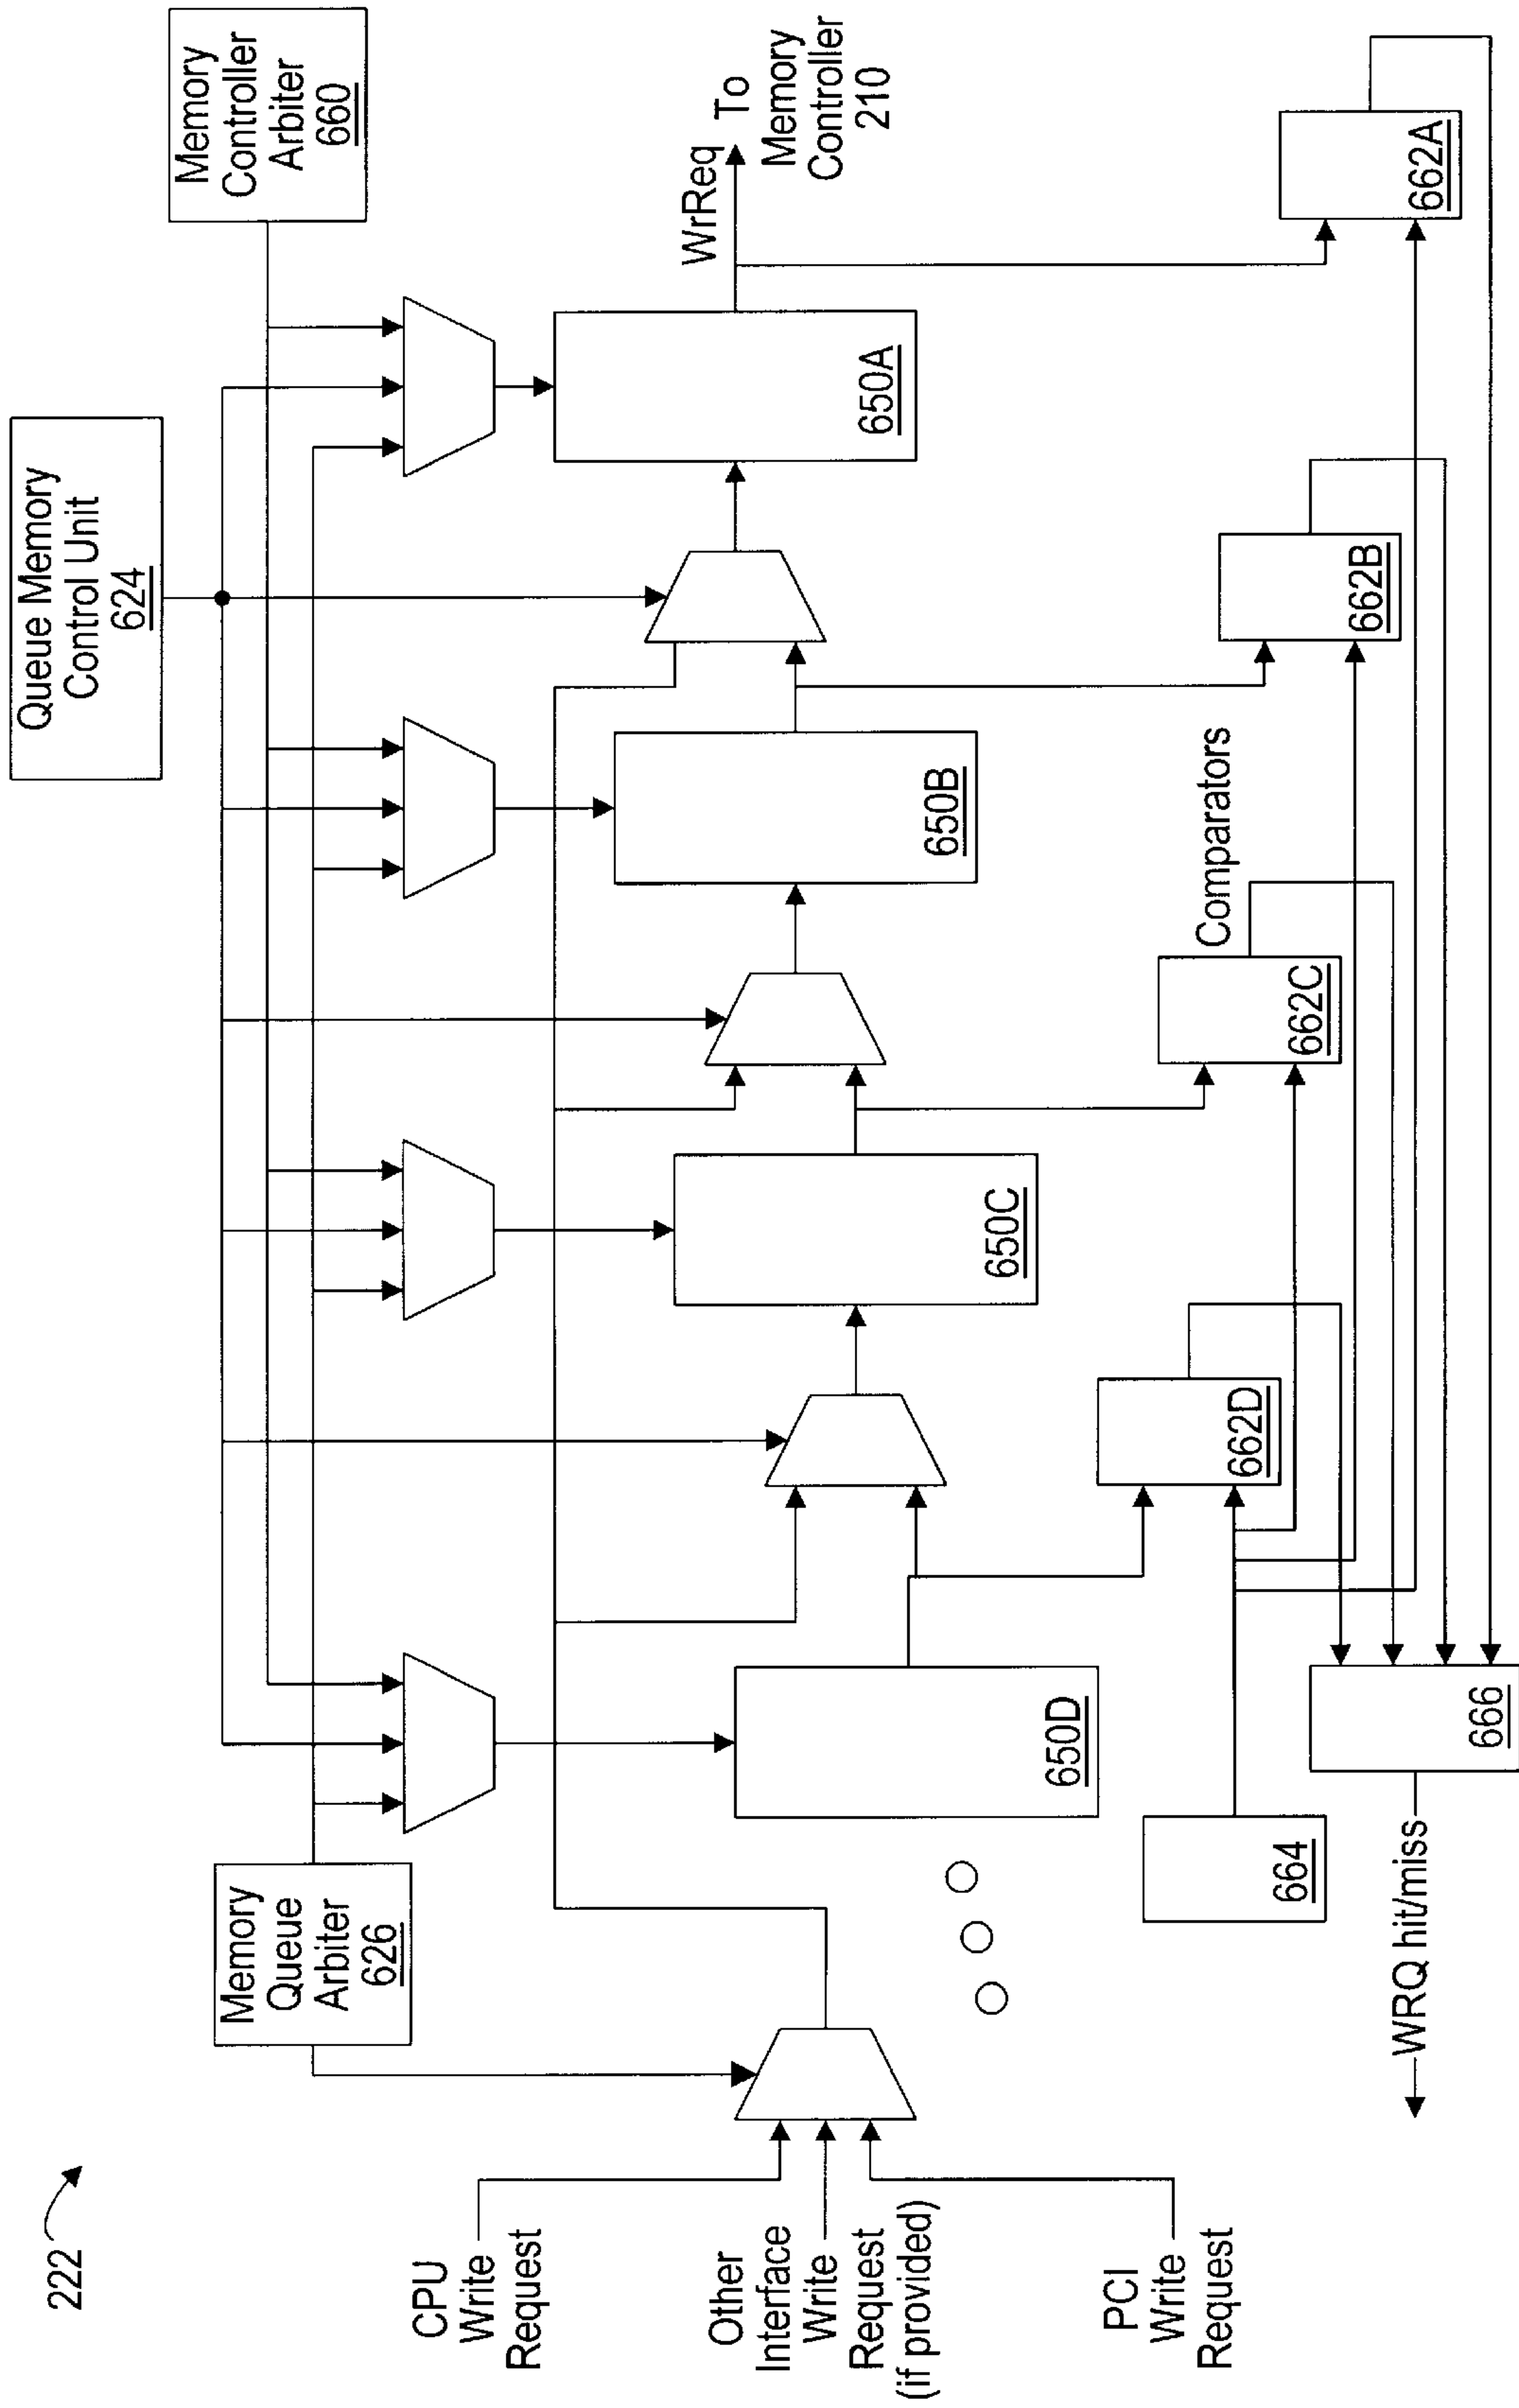 222
Queue Memory
Control Unit
624
Memory
Queue
Arbiter
626
Memory
Controller
Arbiter
660
CPU
Write
Request
Other
Interface
Write
Request
(if provided)
PCI
Write
Request
650D
650C
650B
650A
WrReq
To
Memory
Controller
210
Comparators
662D
662C
662B
662A
664
666
WRQ hit/miss